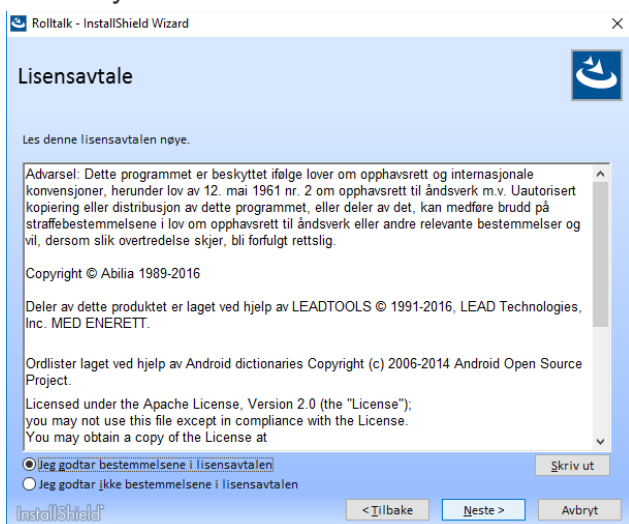 Rolltalk - InstallShield Wizard
Lisensavtale
Les denne lisensavtalen nøye.
Advarsel: Dette programmet er beskyttet ifølge lover om opphavsrett og internasjonale
konvensjoner, herunder lov av 12. mai 1961 nr. 2 om opphavsrett til åndsverk m.v. Uautorisert
kopiering eller distribusjon av dette programmet, eller deler av det, kan medføre brudd på
straffebestemmelsene i lov om opphavsrett til åndsverk eller andre relevante bestemmelser og
vil, dersom slik overtredelse skjer, bli forfulgt rettslig.
Copyright © Abilia 1989-2016
Deler av dette produktet er laget ved hjelp av LEADTOOLS © 1991-2016, LEAD Technologies,
Inc. MED ENERETT.
Ordlister laget ved hjelp av Android dictionaries Copyright (c) 2006-2014 Android Open Source
Project.
Licensed under the Apache License, Version 2.0 (the "License");
you may not use this file except in compliance with the License.
You may obtain a copy of the License at
Jeg godtar bestemmelsene i lisensavtalen
Skriv ut
Jeg godtar ikke bestemmelsene i lisensavtalen
InstallShield
< Tilbake
Neste >
Avbryt